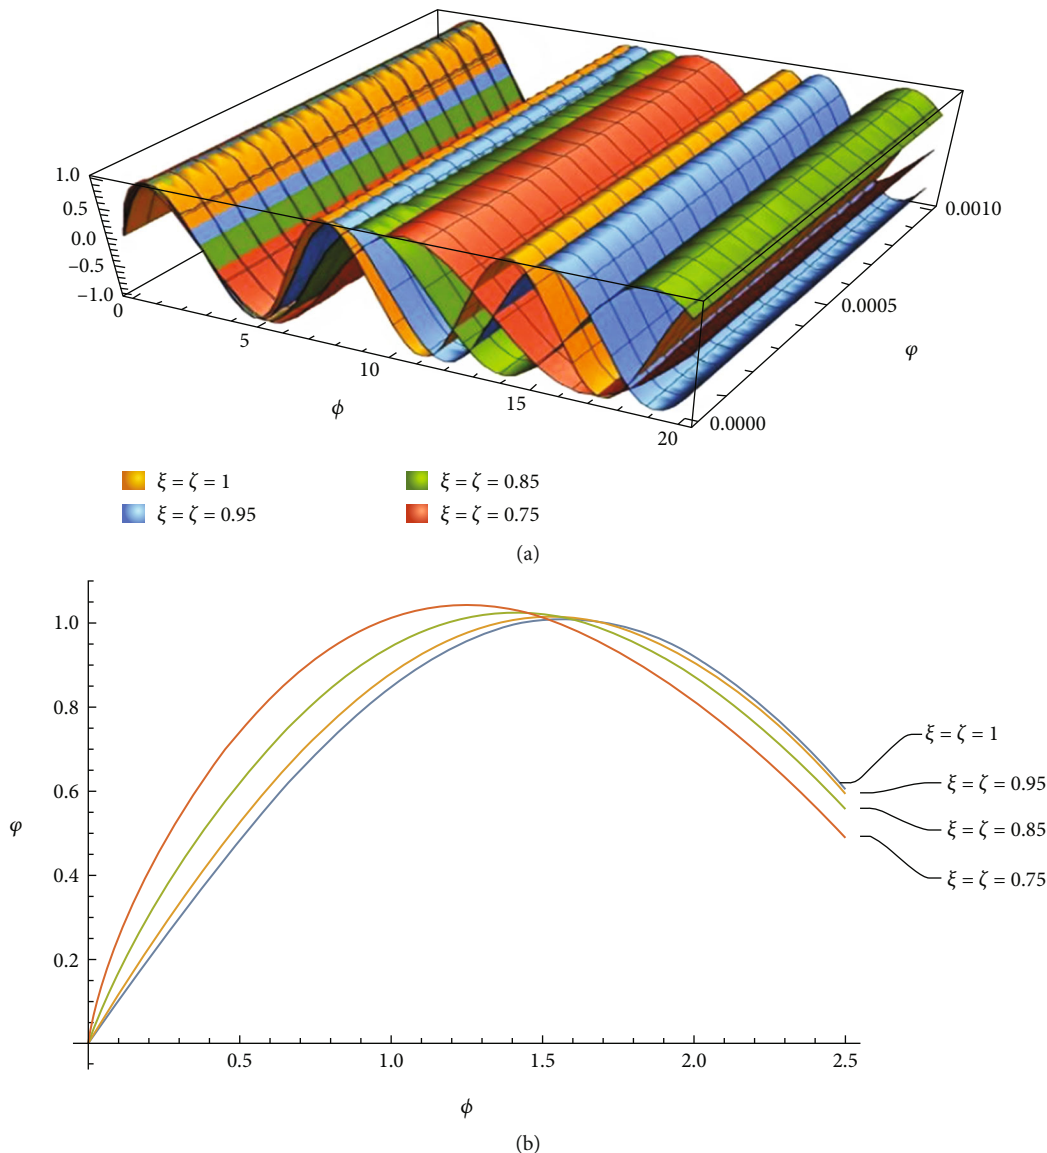 1.0
0.5
0.0
−0.5
−1.0
0
5
10
15
20
ϕ
0.0000
0.0005
0.0010
φ
ξ = ζ = 1
ξ = ζ = 0.85
ξ = ζ = 0.95
ξ = ζ = 0.75
(a)
1.0
0.8
0.6
0.4
0.2
φ
0.5
1.0
1.5
2.0
2.5
ϕ
ξ = ζ = 1
ξ = ζ = 0.95
ξ = ζ = 0.85
ξ = ζ = 0.75
(b)